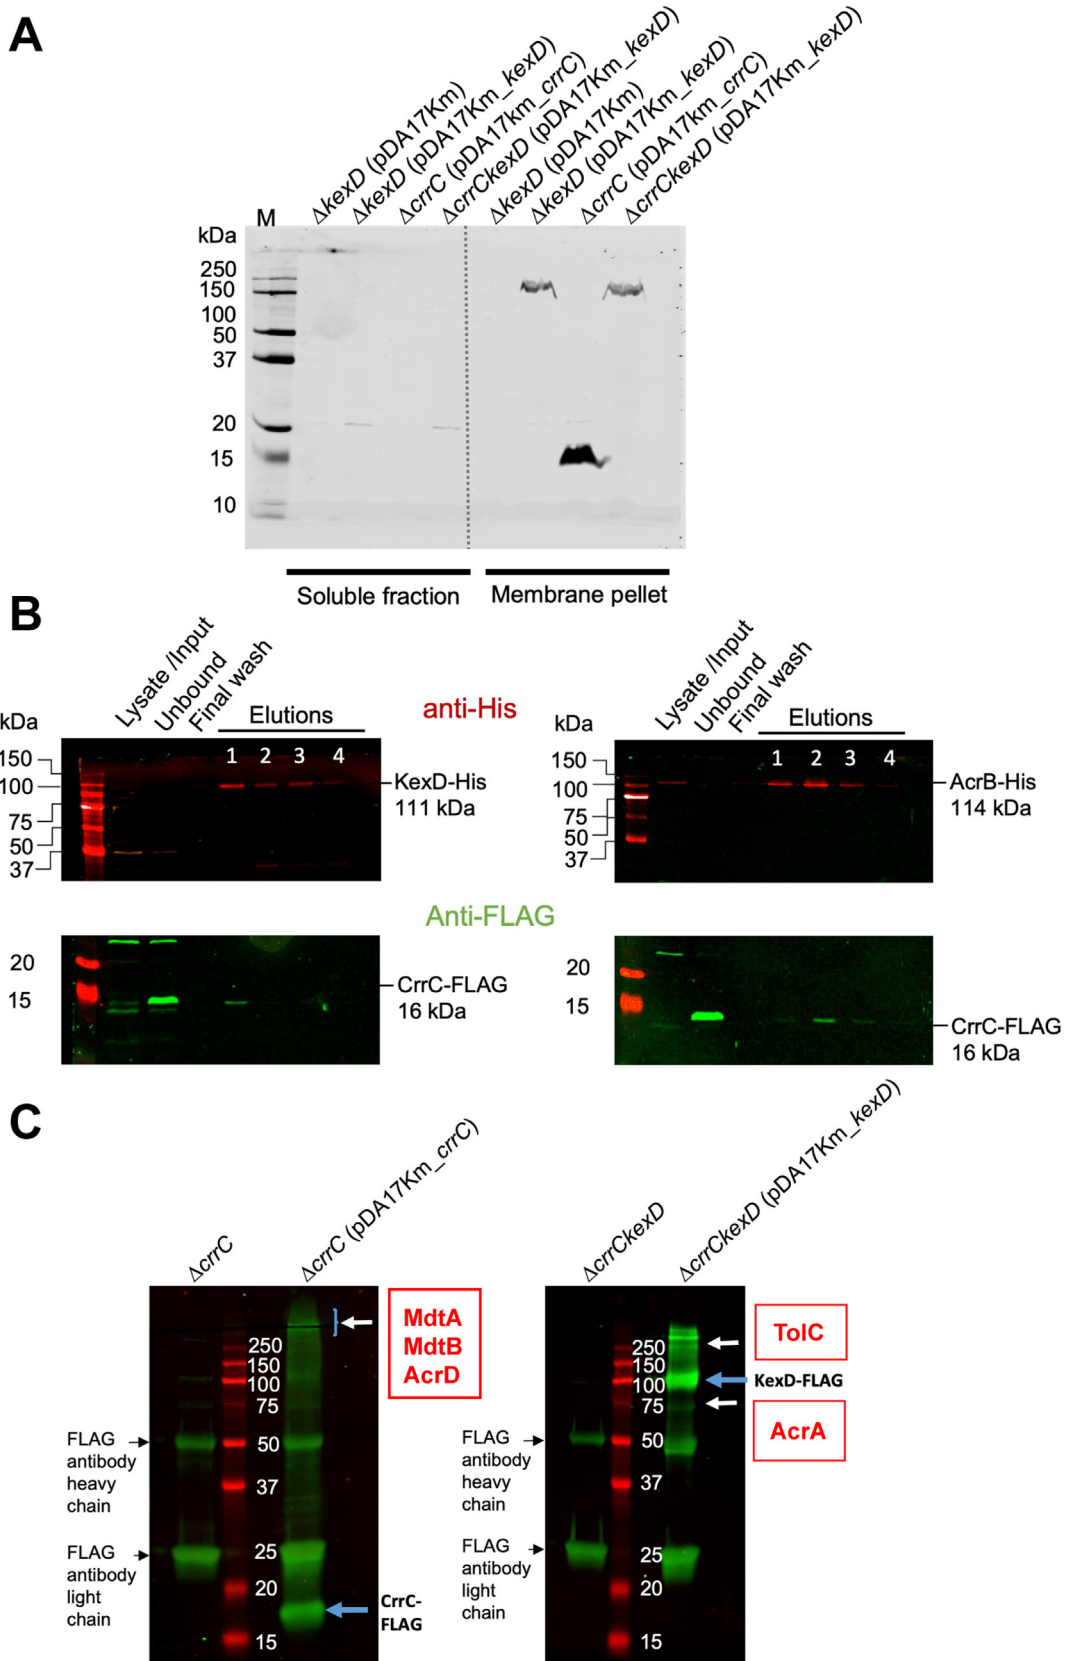 A
ΔkexD (pDA17Km)
ΔkexD (pDA17Km_kexD)
ΔcrrC (pDA17km_crrC)
ΔcrrCkexD (pDA17Km_kexD)
ΔkexD (pDA17Km)
ΔkexD (pDA17Km_kexD)
ΔcrrC (pDA17km_crrC)
ΔcrrCkexD (pDA17Km_kexD)
M
kDa
250
150
100
50
37
20
15
10
Soluble fraction
Membrane pellet
B
Lysate /Input
Unbound
Final wash
Elutions
anti-His
Lysate /Input
Unbound
Final wash
Elutions
kDa
1 2 3 4
150
100
75
50
37
KexD-His
111 kDa
kDa
1 2 3 4
150
100
75
50
37
AcrB-His
114 kDa
Anti-FLAG
20
15
CrrC-FLAG
16 kDa
20
15
CrrC-FLAG
16 kDa
C
ΔcrrC
ΔcrrC (pDA17Km_crrC)
250
150
100
75
50
37
25
20
15
MdtA
MdtB
AcrD
FLAG
antibody
heavy
chain
FLAG
antibody
light
chain
CrrC-
FLAG
ΔcrrCkexD
ΔcrrCkexD (pDA17Km_kexD)
250
150
100
75
50
37
25
20
15
TolC
KexD-FLAG
AcrA
FLAG
antibody
heavy
chain
FLAG
antibody
light
chain